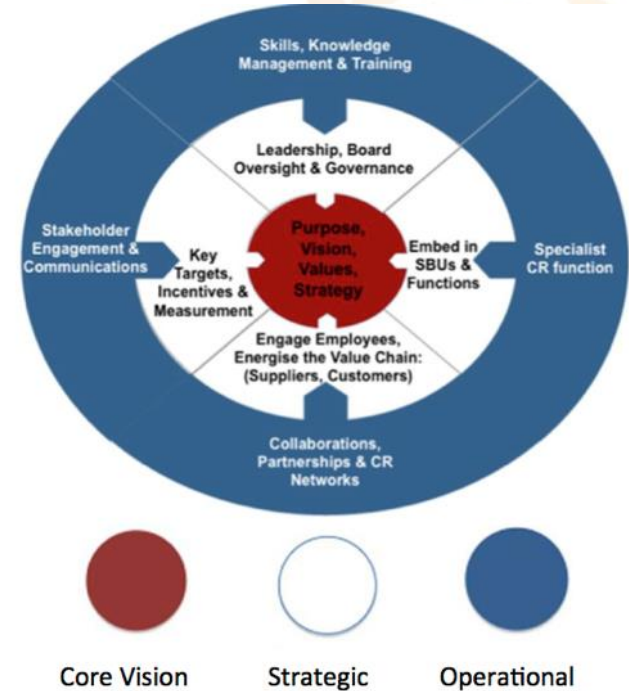 Skills, Knowledge
Management & Training
Leadership, Board
Oversight & Governance
Stakeholder
Engagement &
Communications
Key
Targets,
Incentives &
Measurement
Purpose,
Vision,
Values,
Strategy
Embed in
SBUs &
Functions
Specialist
CR function
Engage Employees,
Energise the Value Chain:
(Suppliers, Customers)
Collaborations,
Partnerships & CR
Networks
Core Vision
Strategic
Operational